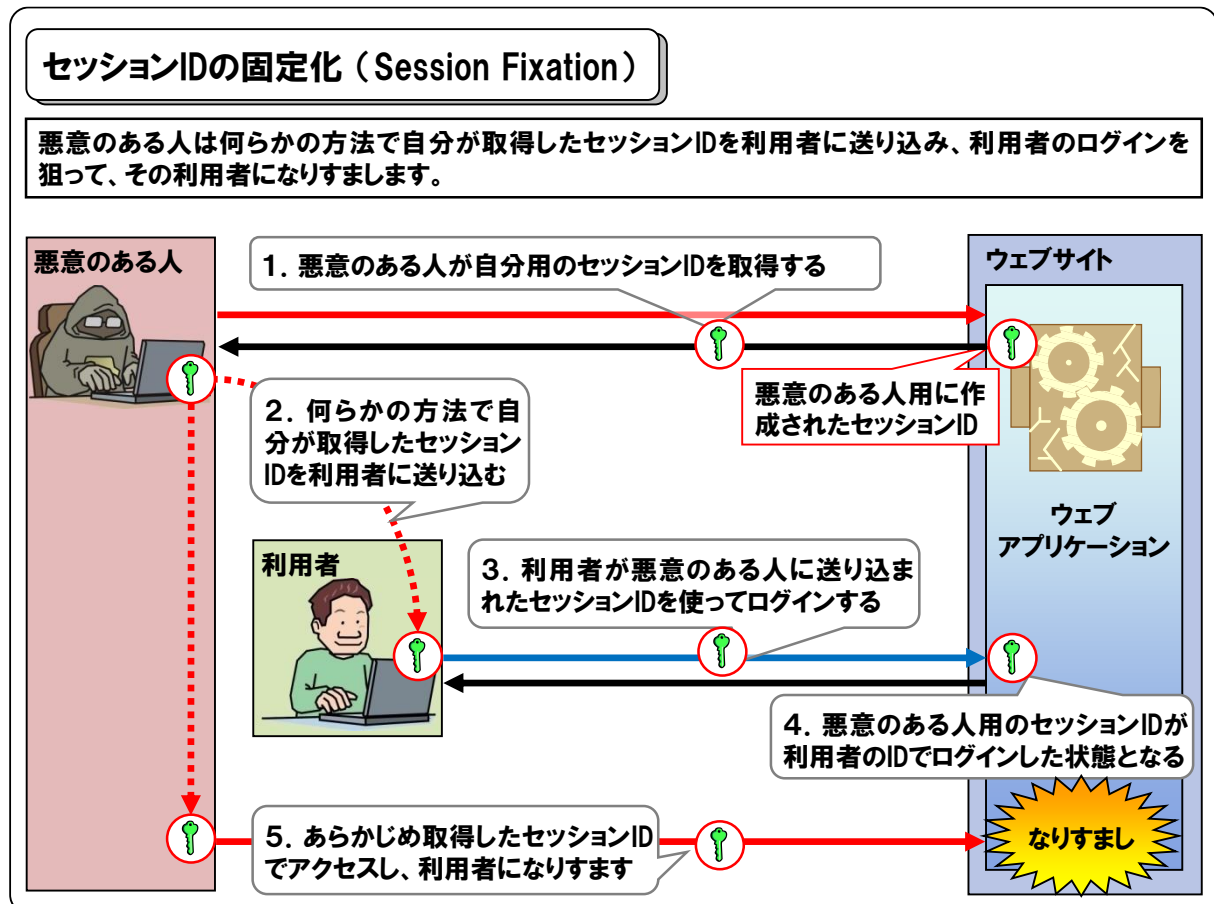 セッションIDの固定化（Session Fixation）
悪意のある人は何らかの方法で自分が取得したセッションIDを利用者に送り込み、利用者のログインを
狙って、その利用者になりすまします。
悪意のある人
1．悪意のある人が自分用のセッションIDを取得する
ウェブサイト
悪意のある人用に作
成されたセッションID
2．何らかの方法で自
分が取得したセッション
IDを利用者に送り込む
ウェブ
アプリケーション
利用者
3．利用者が悪意のある人に送り込ま
れたセッションIDを使ってログインする
4．悪意のある人用のセッションIDが
利用者のIDでログインした状態となる
5．あらかじめ取得したセッションID
でアクセスし、利用者になりすます
なりすまし